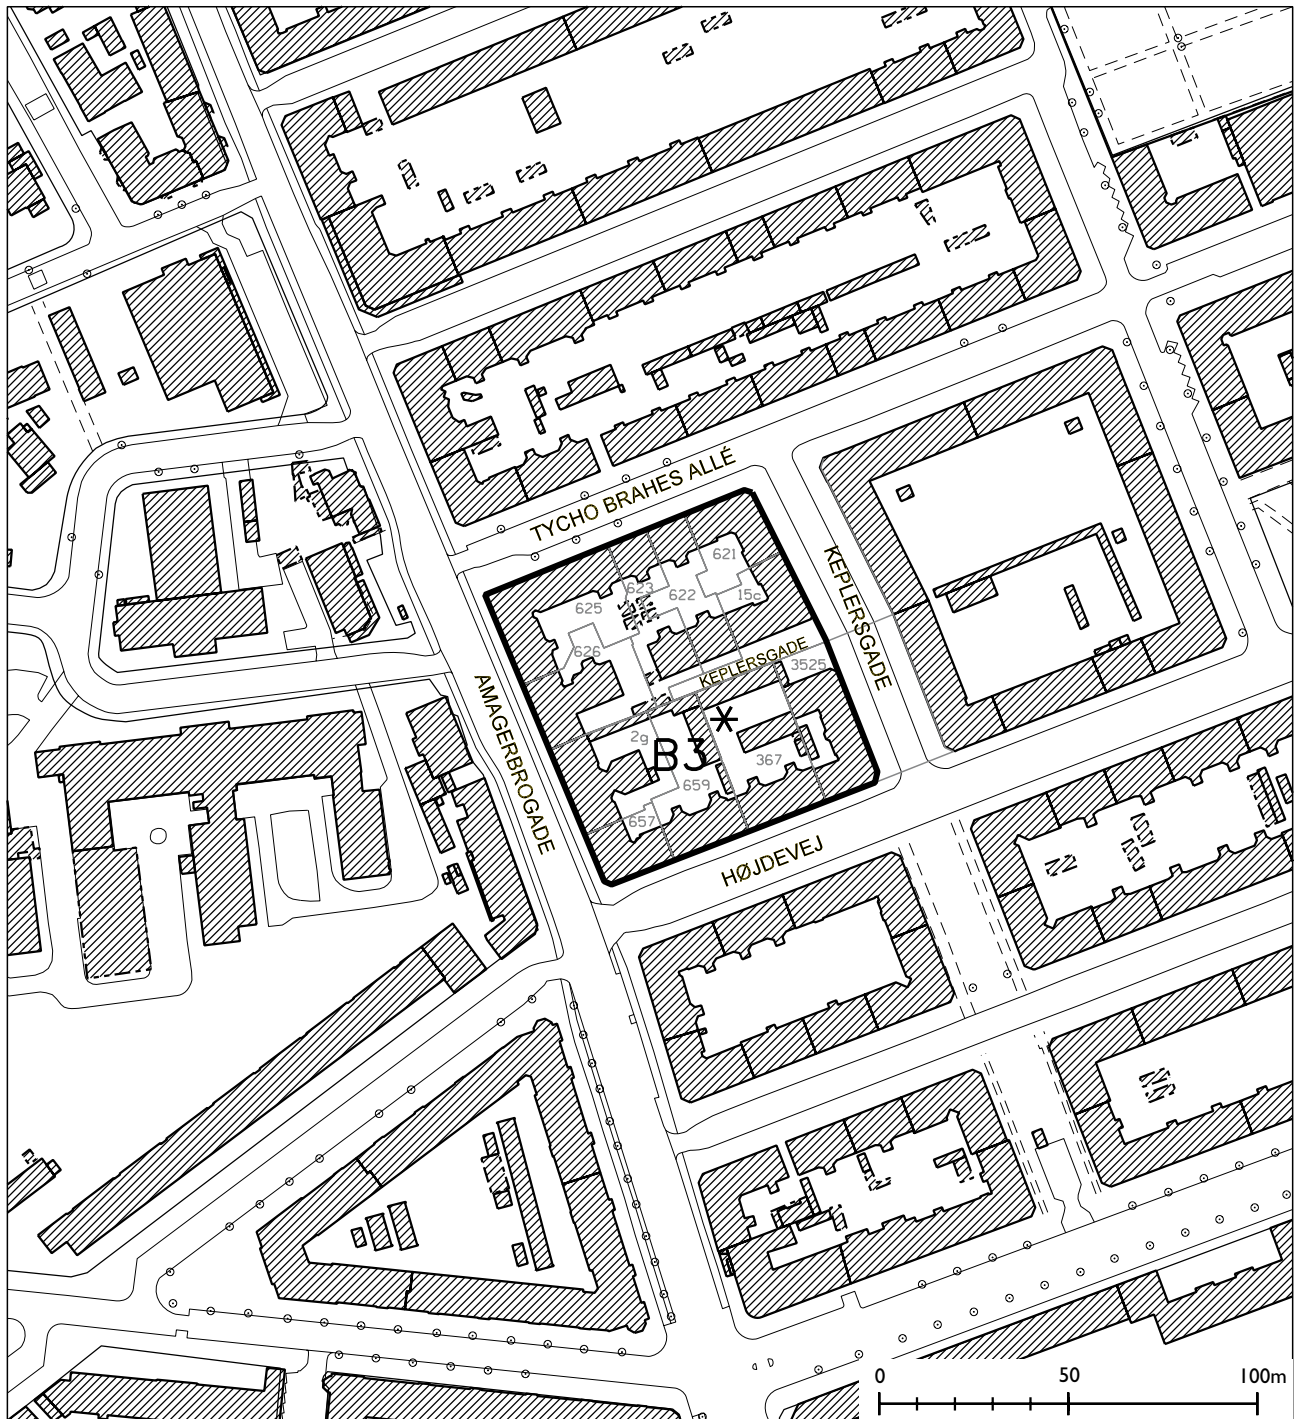 TYCHO BRAHES ALLÉ
KEPLERSGADE
621
623
622
15c
625
626
KEPLERSGADE
3525
AMAGERBROGADE
2g
B3
*
367
659
657
HØJDEVEJ
0 50 100m